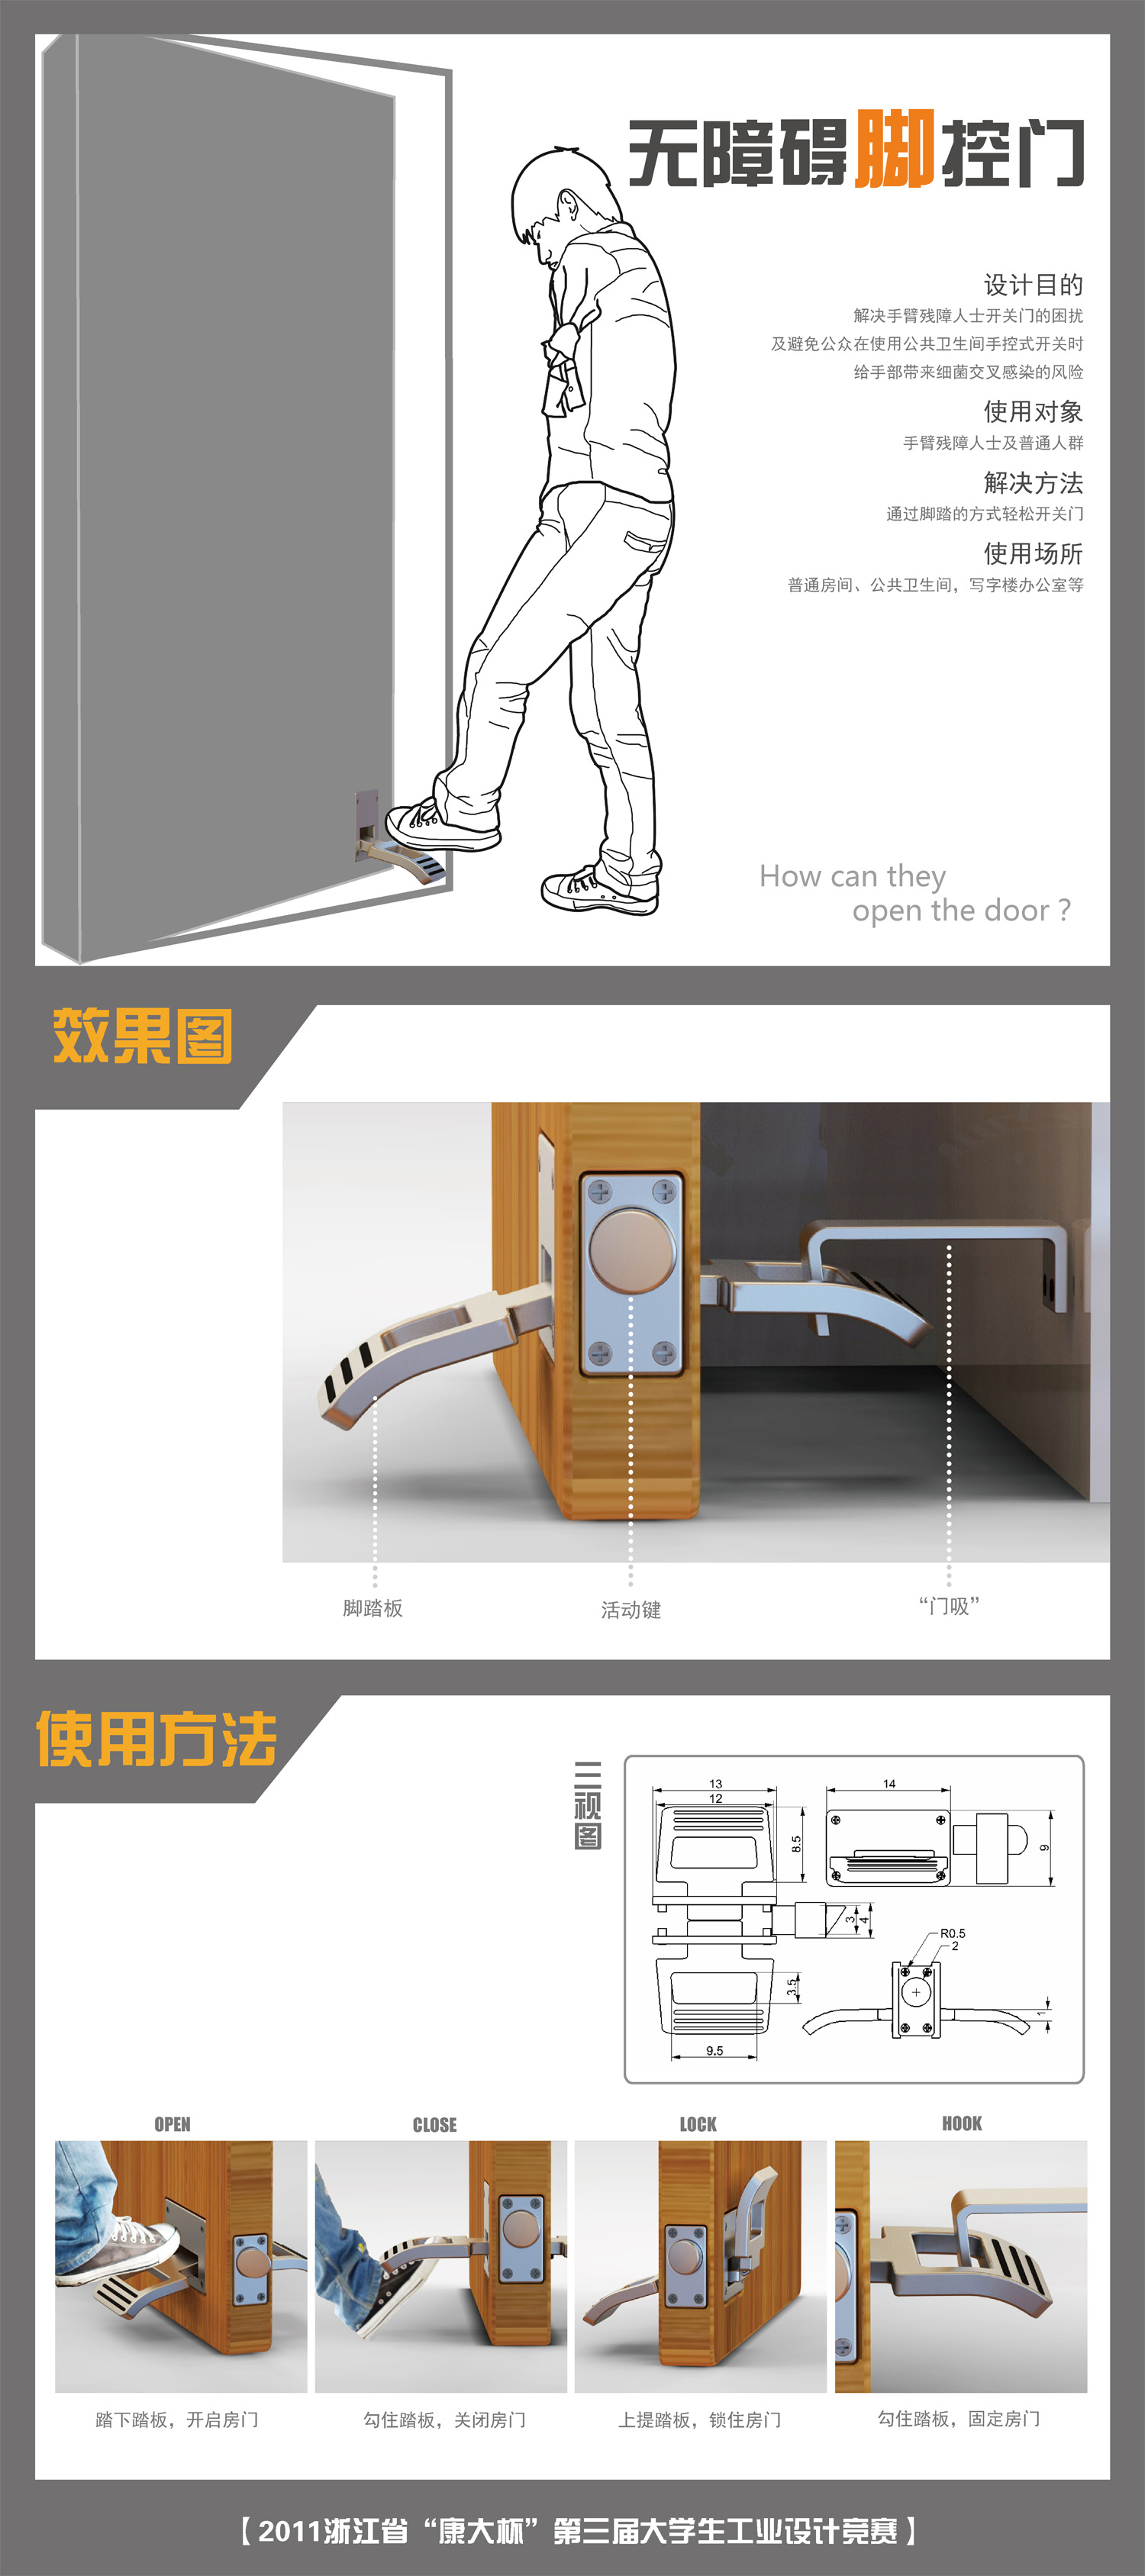 无障碍脚控门
设计目的
解决手臂残障人士开关门的困扰
及避免公众在使用公共卫生间手控式开关时
给手部带来细菌交叉感染的风险
使用对象
手臂残障人士及普通人群
解决方法
通过脚踏的方式轻松开关门
使用场所
普通房间、公共卫生间，写字楼办公室等
How can they
open the door ?
效果图
脚踏板
活动键
“门吸”
使用方法
三视图
13
12
8.5
3
4
3.5
9.5
14
9
R0.5
2
1
OPEN
CLOSE
LOCK
HOOK
踏下踏板，开启房门
勾住踏板，关闭房门
上提踏板，锁住房门
勾住踏板，固定房门
【2011浙江省“康大杯”第三届大学生工业设计竞赛】